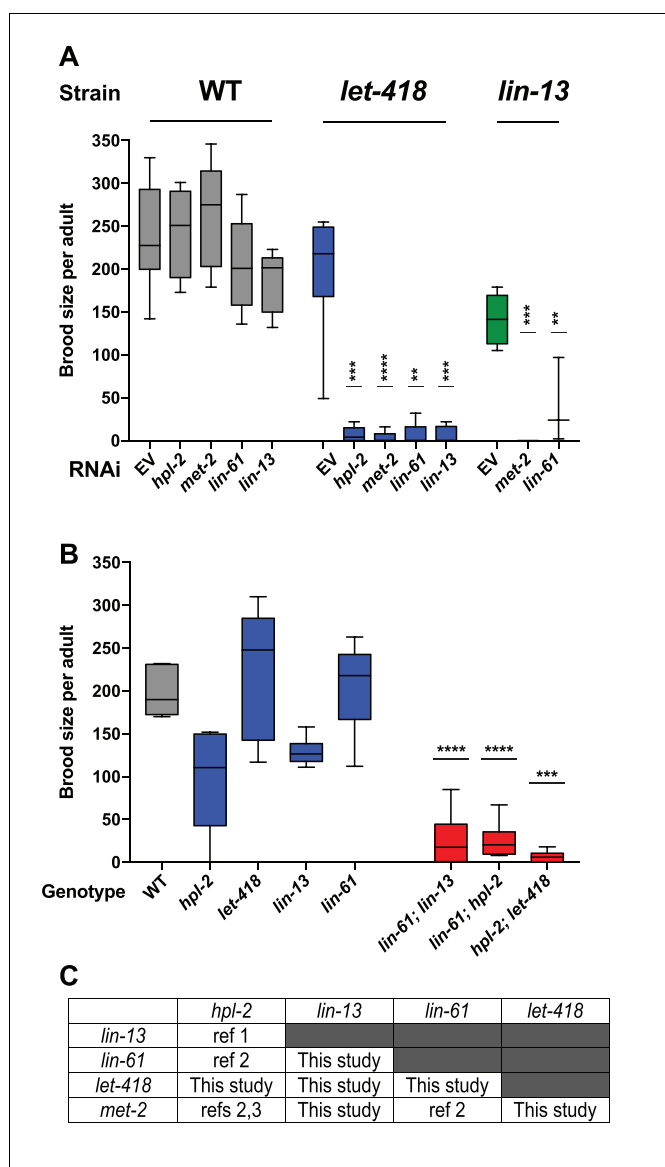 A
Strain WT let-418 lin-13
Brood size per adult
350
300
250
200
150
100
50
0
*** **** ** *** *** **
RNAi EV hpl-2 met-2 lin-61 lin-13 EV hpl-2 met-2 lin-61 lin-13 EV met-2 lin-61
B
Brood size per adult
350
300
250
200
150
100
50
0
**** **** ***
Genotype WT hpl-2 let-418 lin-13 lin-61 lin-61; lin-13 lin-61; hpl-2 hpl-2; let-418
C
hpl-2 lin-13 lin-61 let-418
lin-13 ref 1
lin-61 ref 2 This study
let-418 This study This study This study
met-2 refs 2,3 This study ref 2 This study